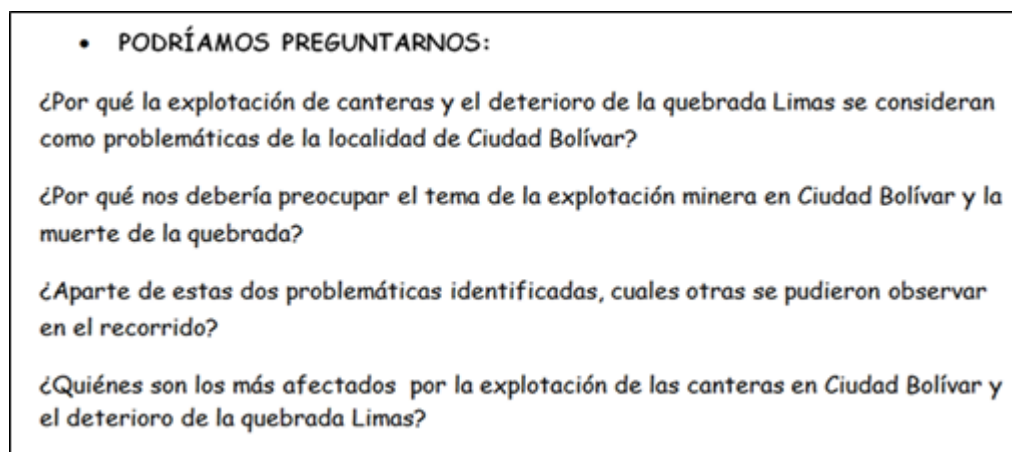 • PODRÍAMOS PREGUNTARNOS:
¿Por qué la explotación de canteras y el deterioro de la quebrada Limas se consideran
como problemáticas de la localidad de Ciudad Bolívar?
¿Por qué nos debería preocupar el tema de la explotación minera en Ciudad Bolívar y la
muerte de la quebrada?
¿Aparte de estas dos problemáticas identificadas, cuales otras se pudieron observar
en el recorrido?
¿Quiénes son los más afectados por la explotación de las canteras en Ciudad Bolívar y
el deterioro de la quebrada Limas?